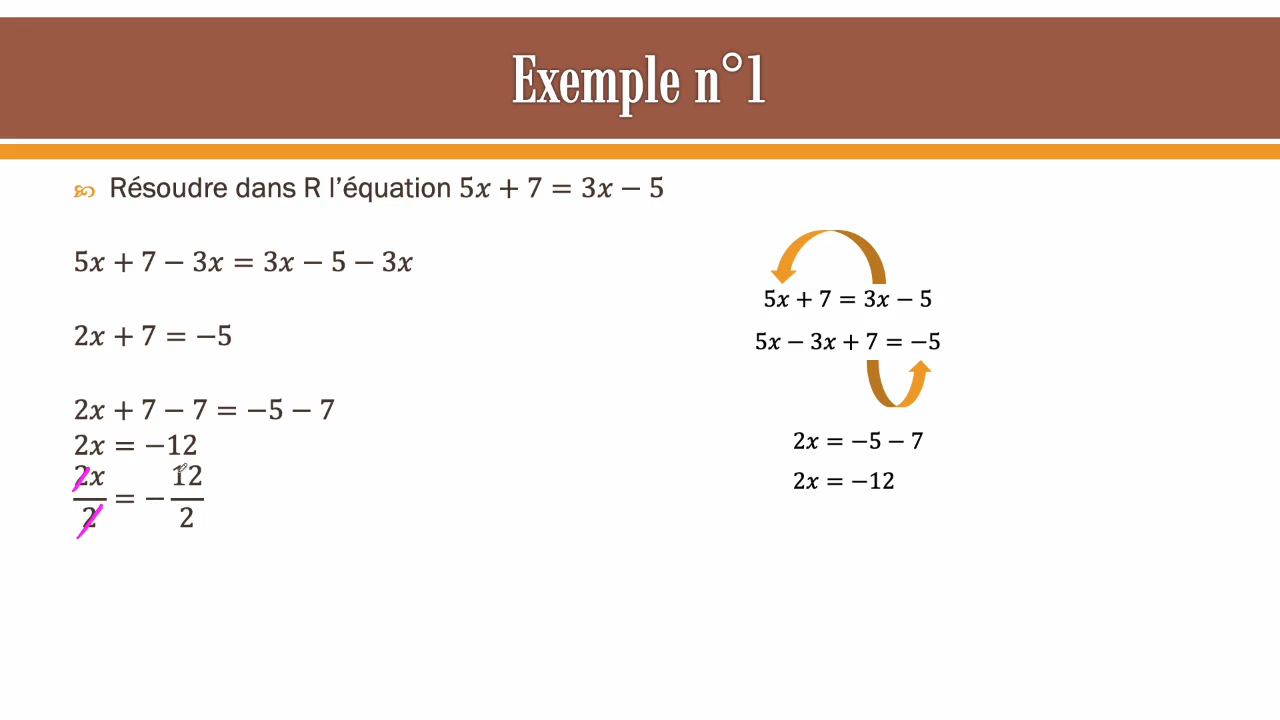 Exemple n°1
Résoudre dans R l'équation 5x + 7 = 3x − 5
5x + 7 − 3x = 3x − 5 − 3x
2x + 7 = −5
2x + 7 − 7 = −5 − 7
2x = −12
2x/2 = − 12/2
5x + 7 = 3x − 5
5x − 3x + 7 = −5
2x = −5 − 7
2x = −12